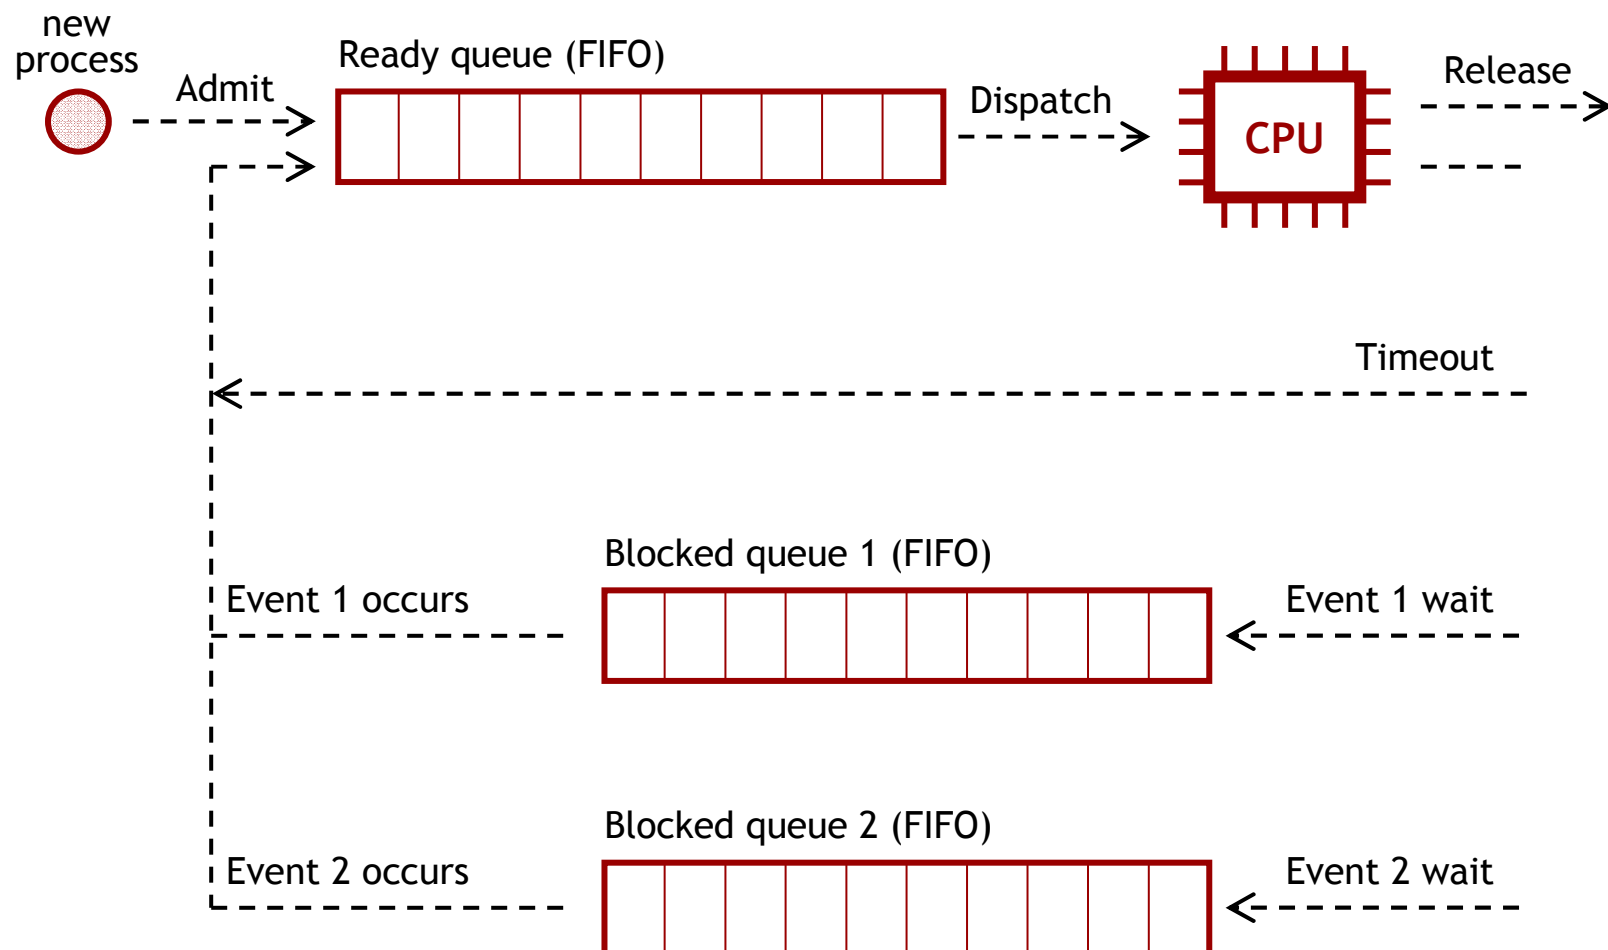 new
process
Admit
Ready queue (FIFO)
Dispatch
CPU
Release
Timeout
Blocked queue 1 (FIFO)
Event 1 occurs
Event 1 wait
Blocked queue 2 (FIFO)
Event 2 occurs
Event 2 wait